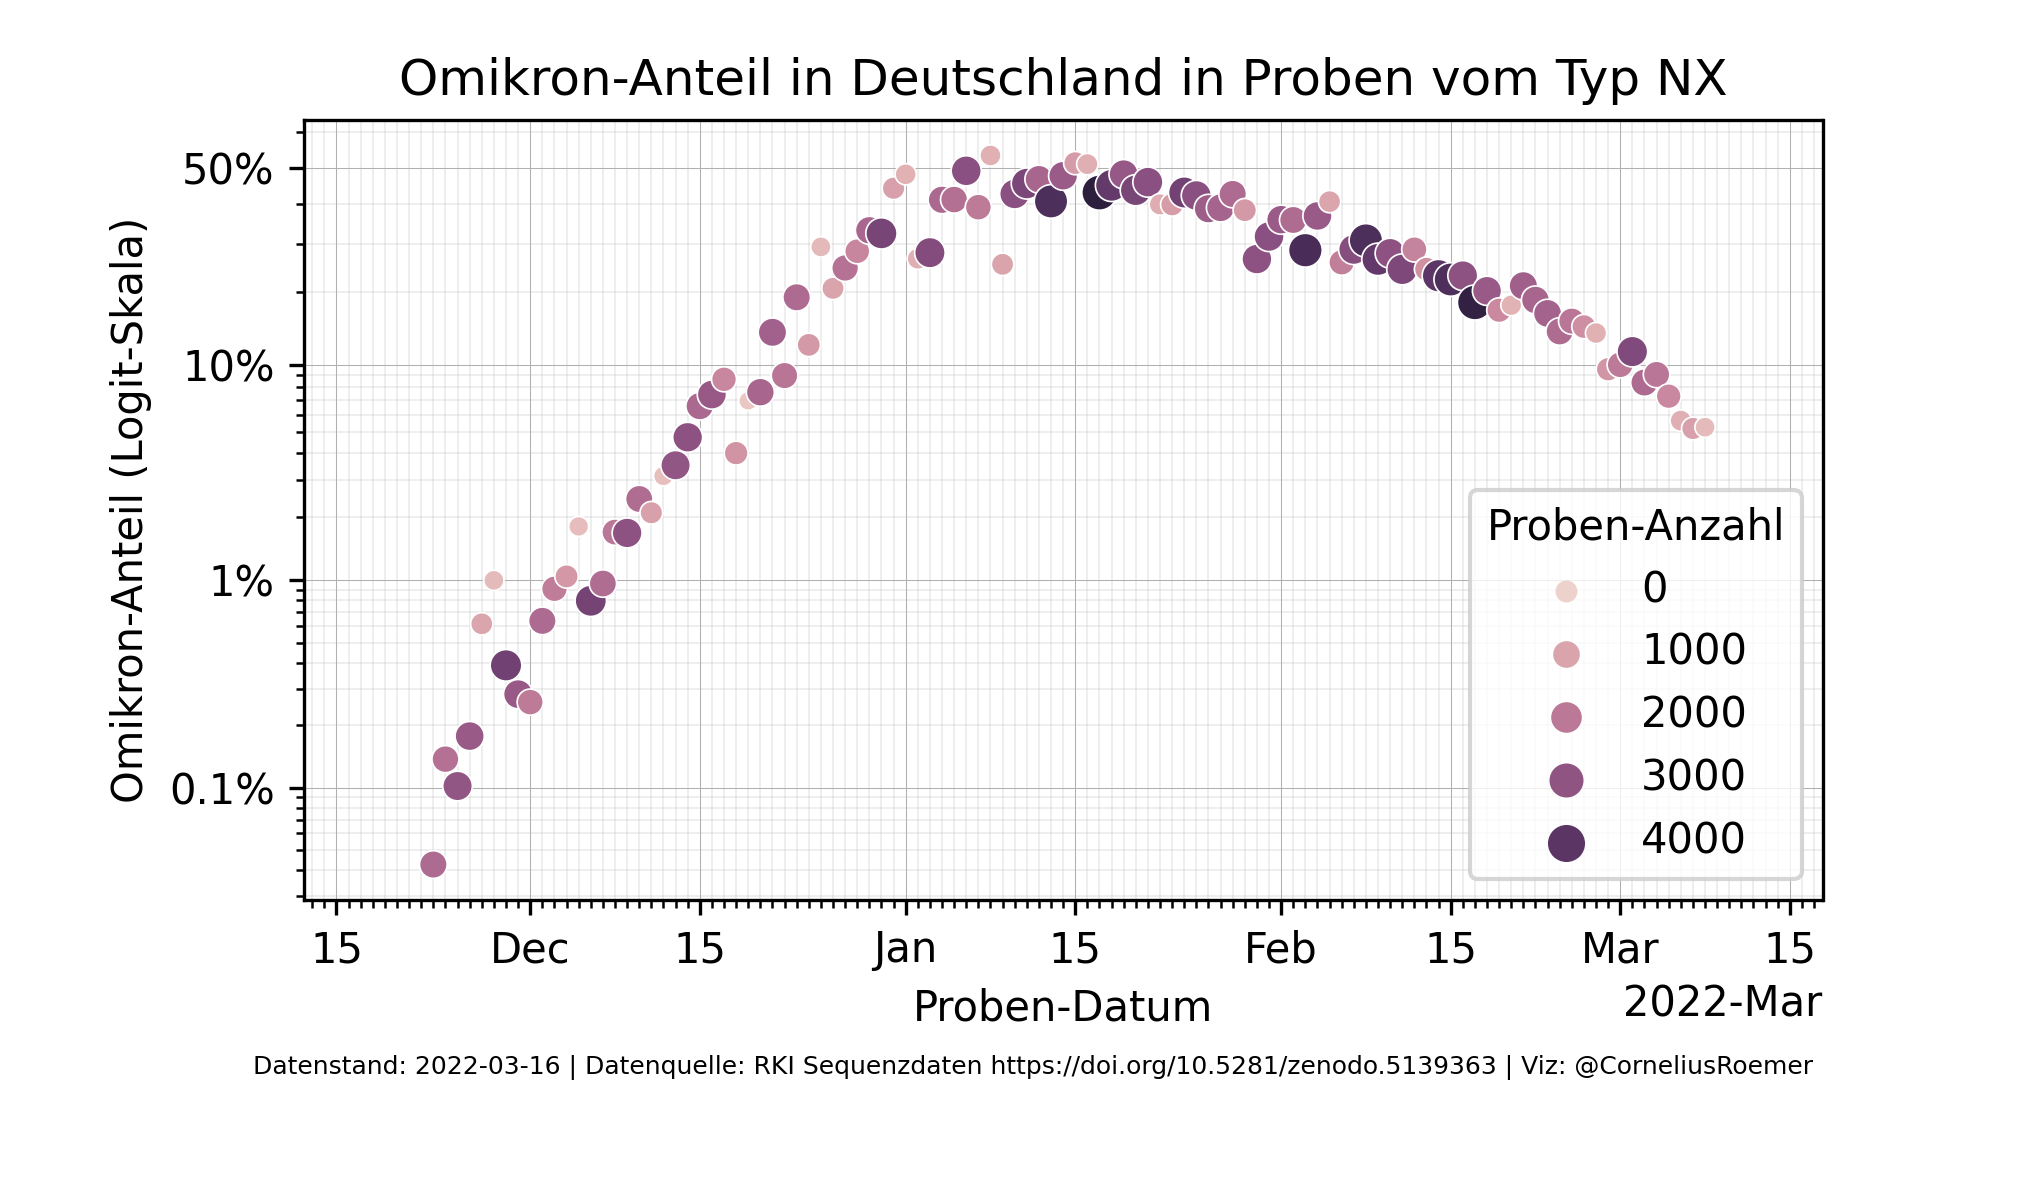 Omikron-Anteil in Deutschland in Proben vom Typ NX
Omikron-Anteil (Logit-Skala)
50%
10%
1%
0.1%
Proben-Anzahl
0
1000
2000
3000
4000
15 Dec 15 Jan 15 Feb 15 Mar 15
Proben-Datum
2022-Mar
Datenstand: 2022-03-16 | Datenquelle: RKI Sequenzdaten https://doi.org/10.5281/zenodo.5139363 | Viz: @CorneliusRoemer